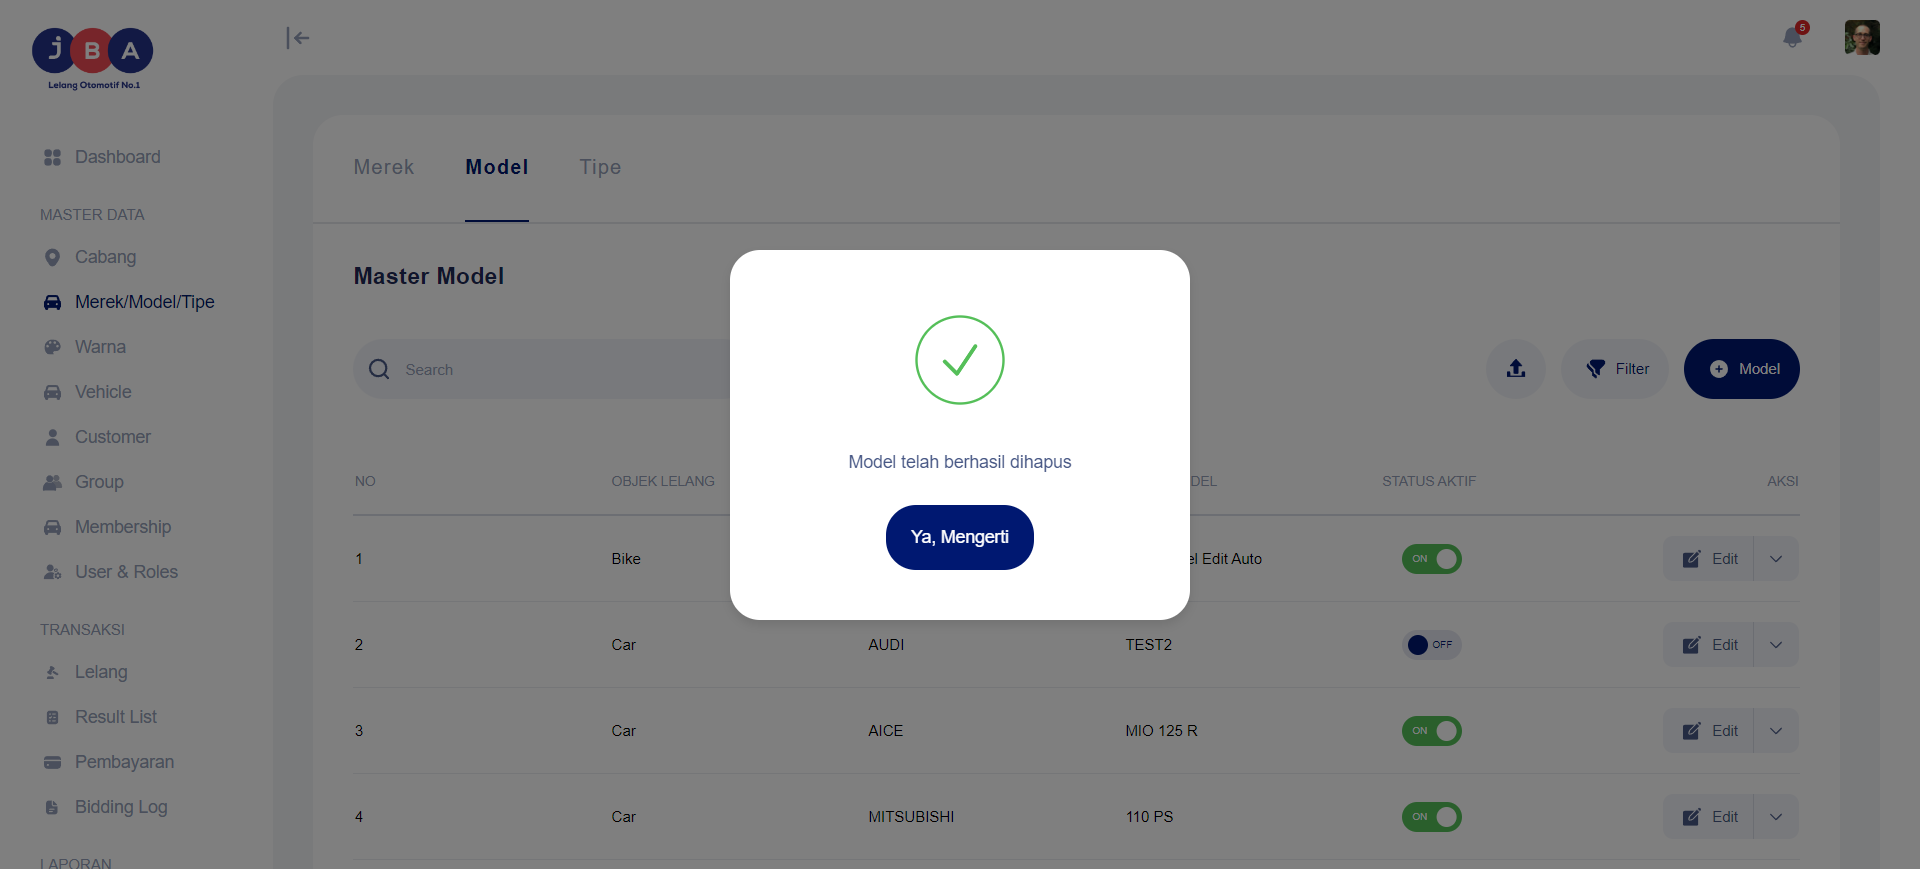 JBA
Lelang Otomotif No.1
5
Dashboard
MASTER DATA
Cabang
Merek/Model/Tipe
Warna
Vehicle
Customer
Group
Membership
User & Roles
TRANSAKSI
Lelang
Result List
Pembayaran
Bidding Log
LAPORAN
Merek Model Tipe
Master Model
Search
Filter
Model
Model telah berhasil dihapus
Ya, Mengerti
NO OBJEK LELANG STATUS AKTIF AKSI
1 Bike Edit Auto ON Edit
2 Car AUDI TEST2 OFF Edit
3 Car AICE MIO 125 R ON Edit
4 Car MITSUBISHI 110 PS ON Edit